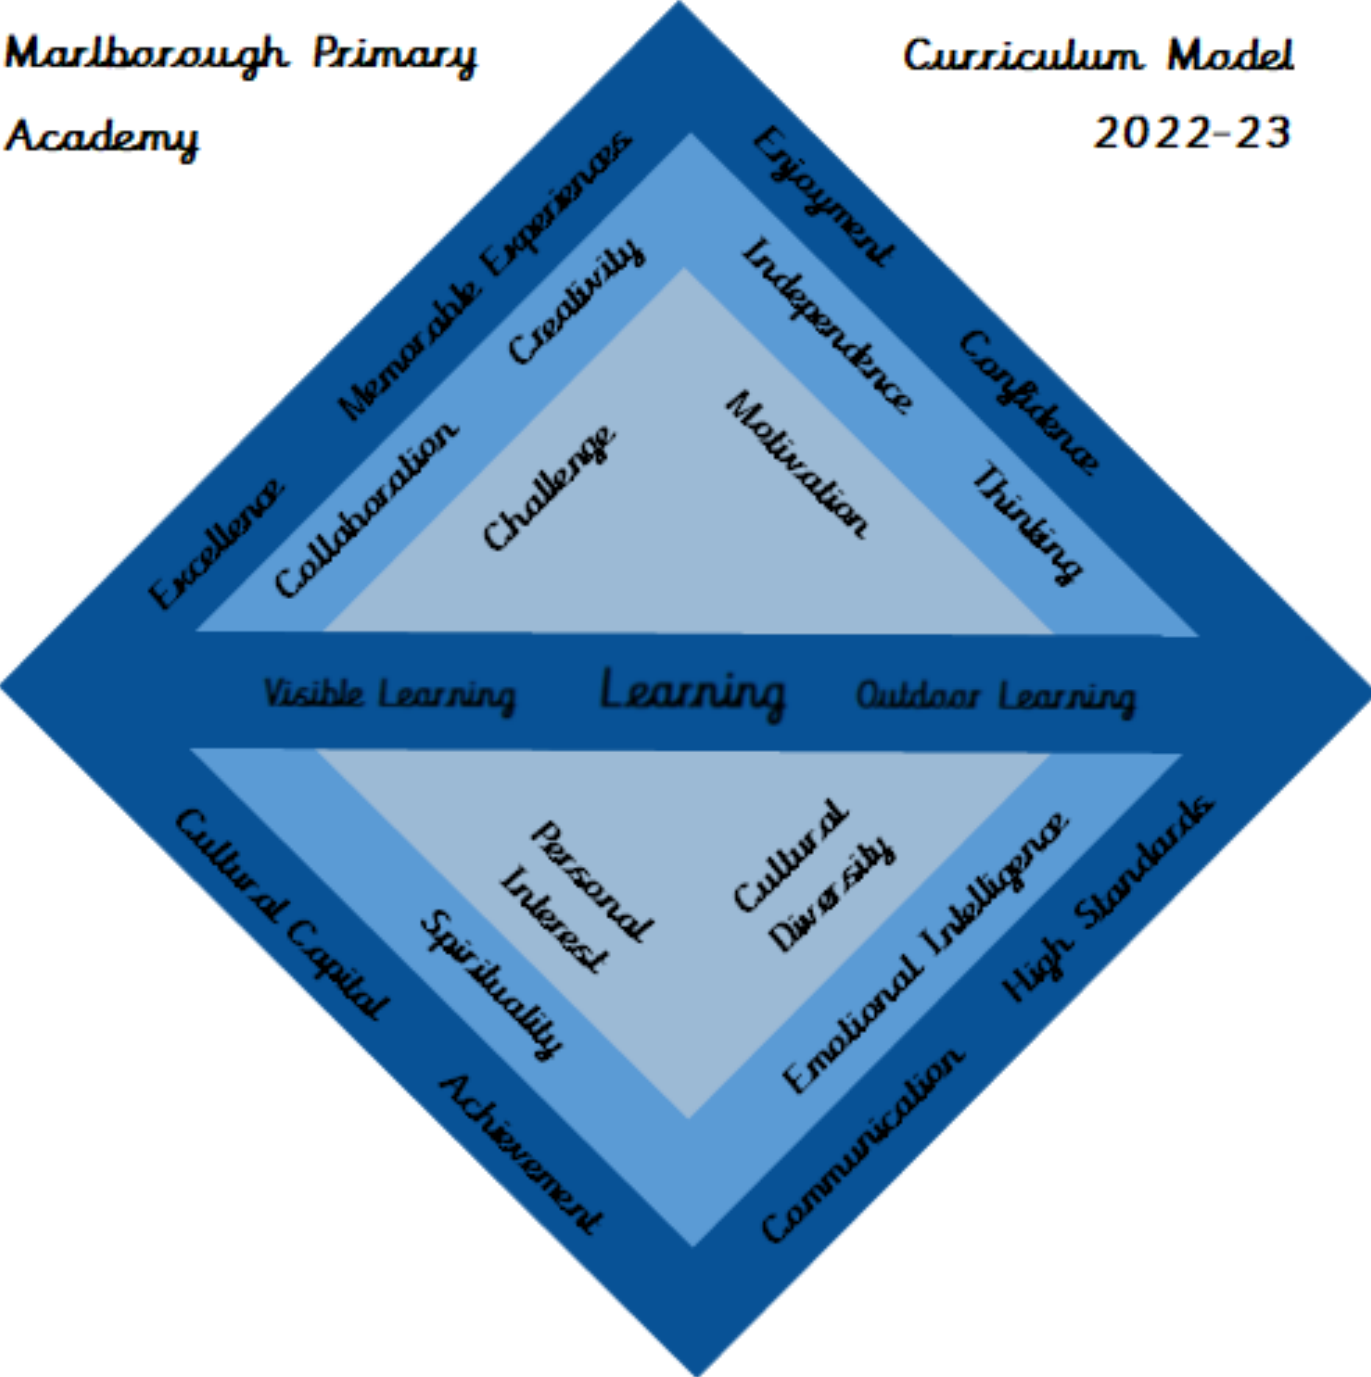 Marlborough Primary
Academy
Curriculum Model
2022-23
Excellence
Memorable Experiences
Enjoyment
Confidence
Collaboration
Creativity
Independence
Thinking
Challenge
Motivation
Visible Learning
Learning
Outdoor Learning
Personal
Interest
Cultural
Diversity
Spirituality
Emotional Intelligence
Cultural Capital
Achievement
Communication
High Standards